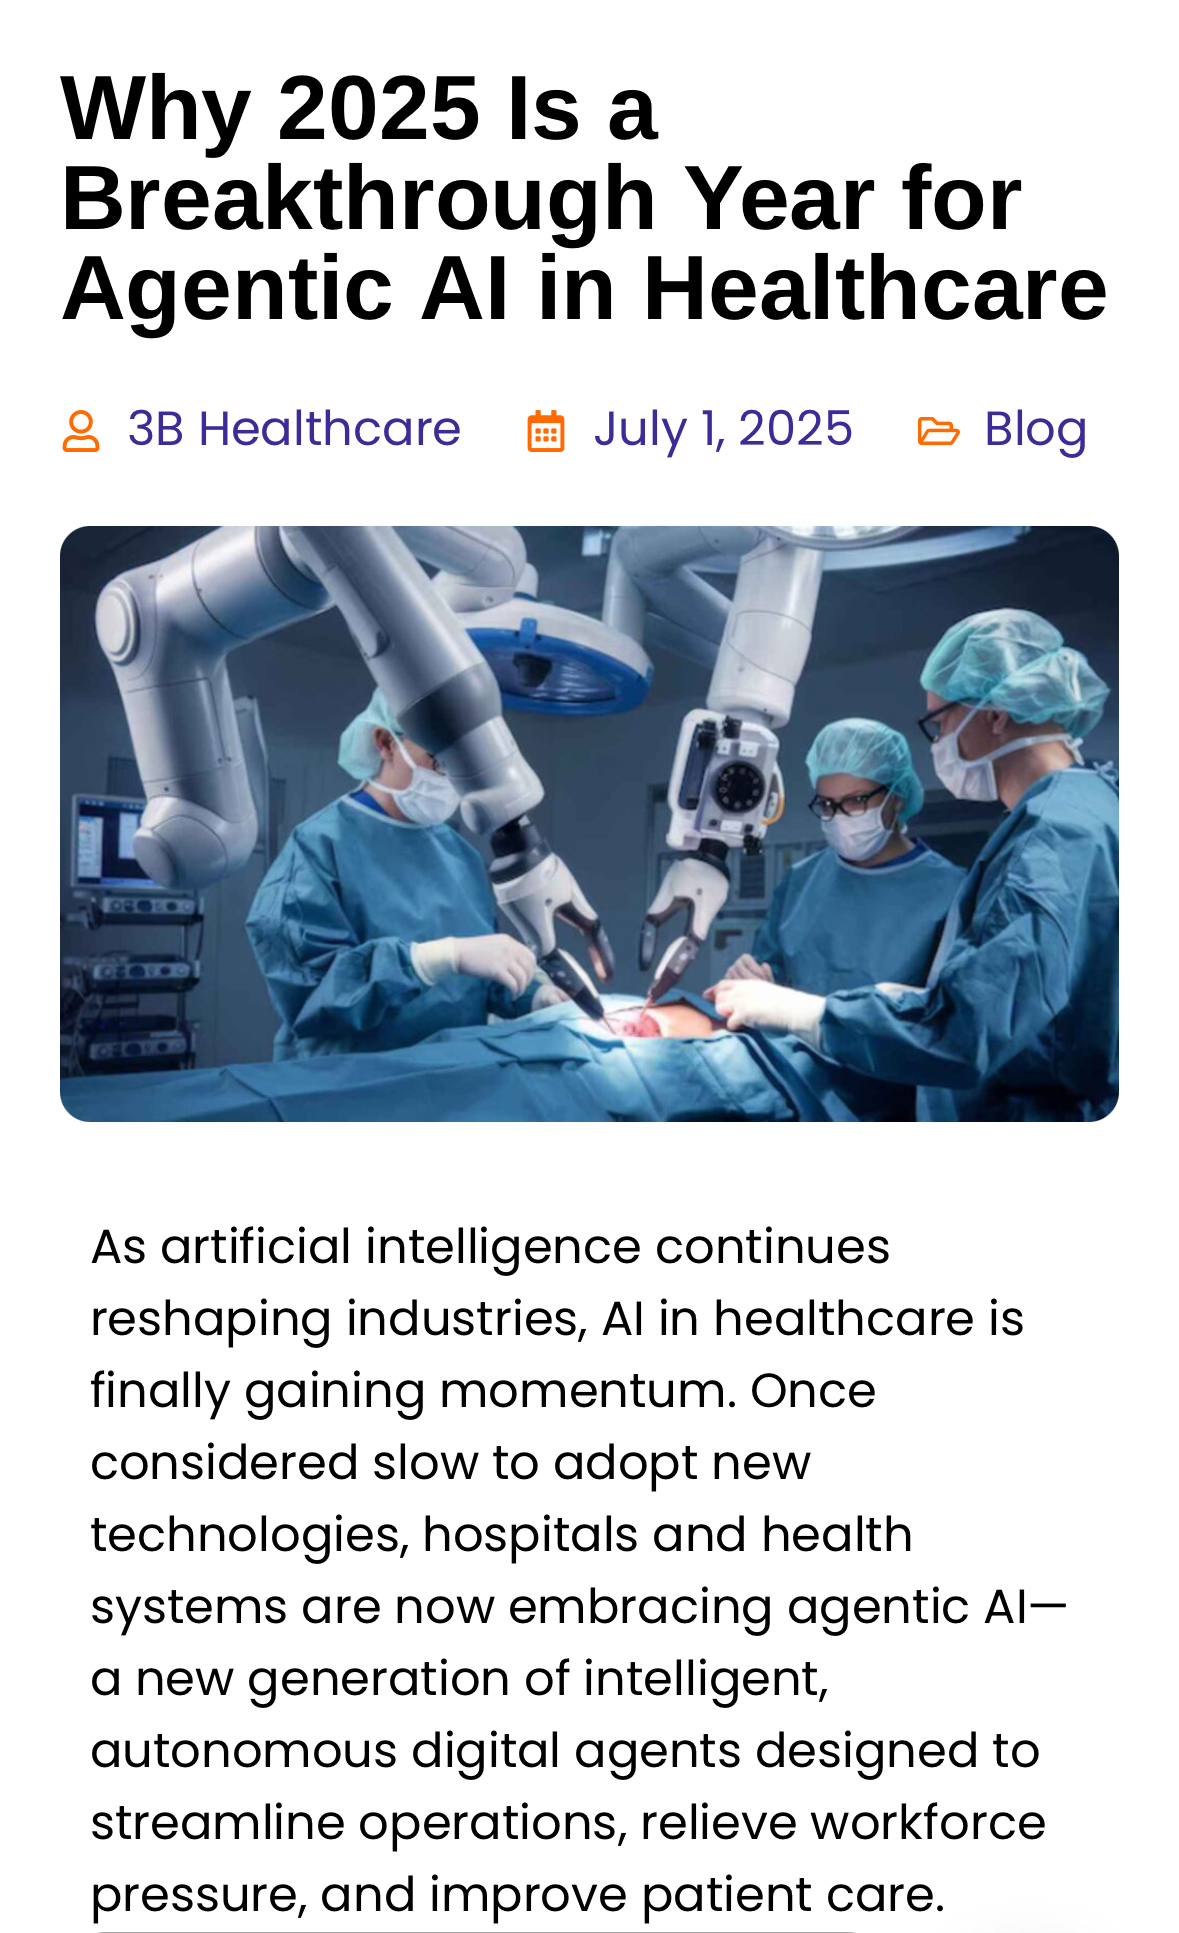 Why 2025 Is a
Breakthrough Year for
Agentic AI in Healthcare
3B Healthcare
July 1, 2025
Blog
As artificial intelligence continues
reshaping industries, AI in healthcare is
finally gaining momentum. Once
considered slow to adopt new
technologies, hospitals and health
systems are now embracing agentic AI—
a new generation of intelligent,
autonomous digital agents designed to
streamline operations, relieve workforce
pressure, and improve patient care.